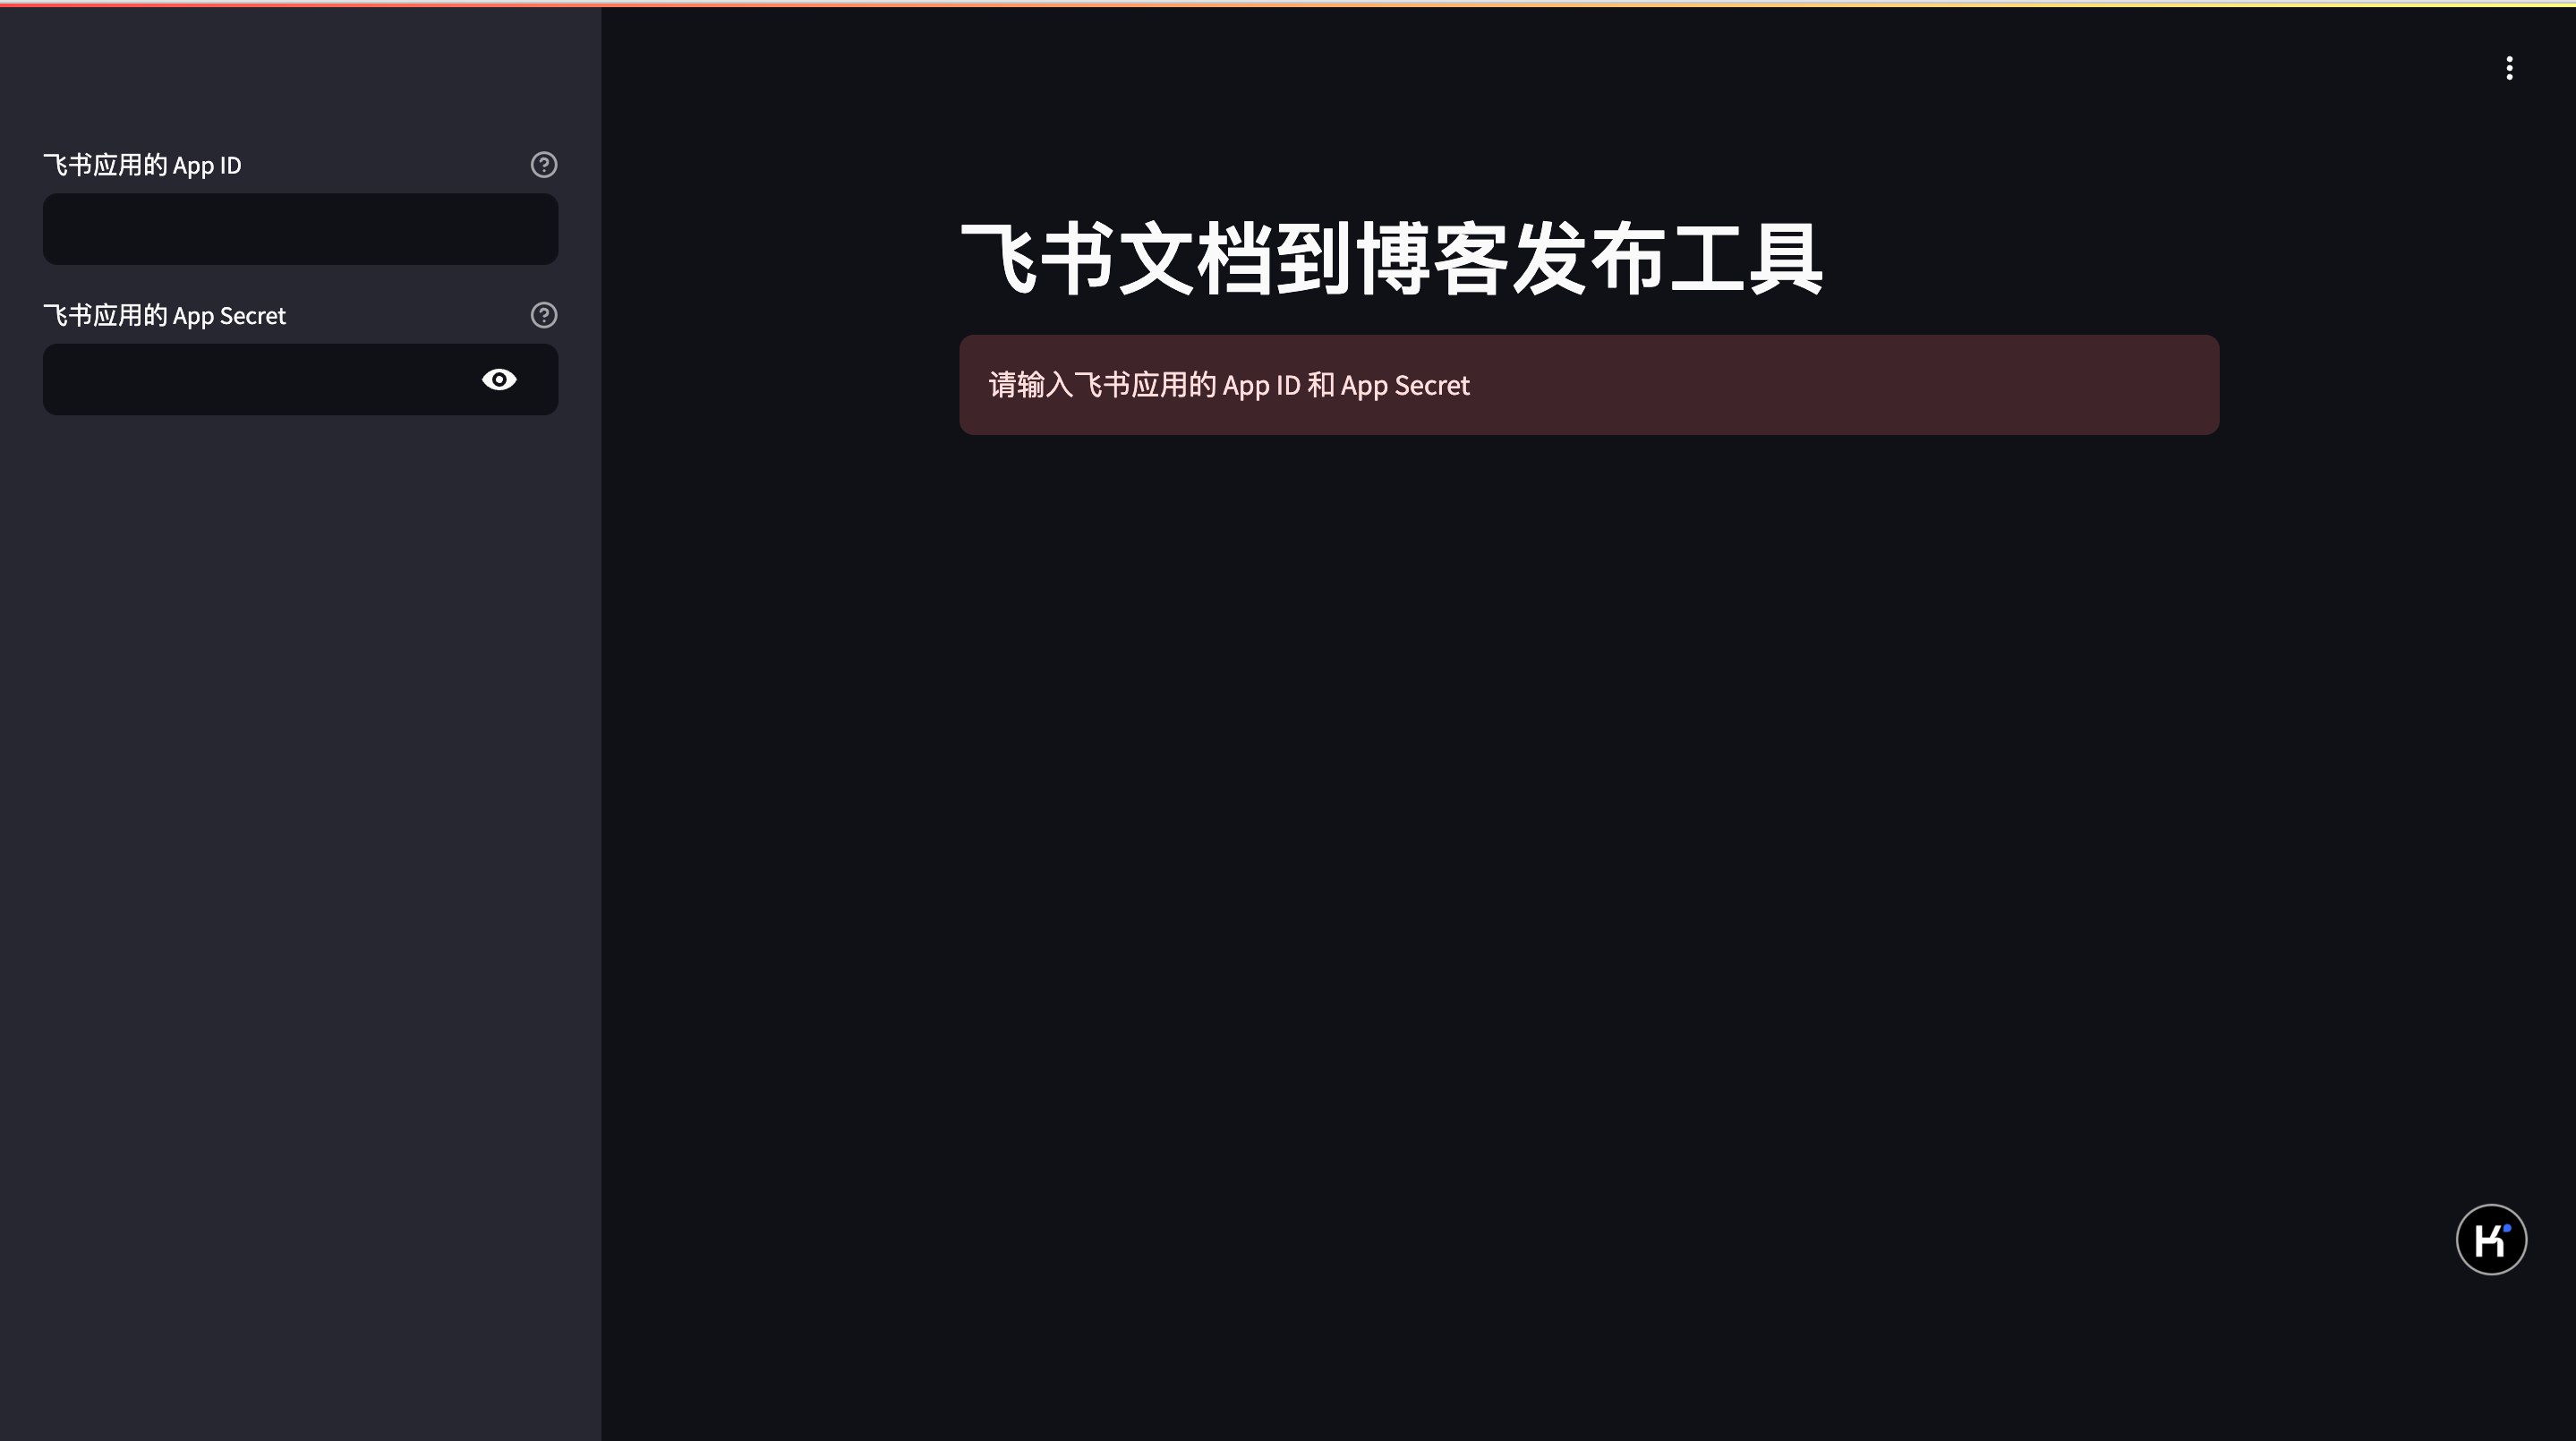 飞书应用的 App ID
飞书应用的 App Secret
飞书文档到博客发布工具
请输入飞书应用的 App ID 和 App Secret
K